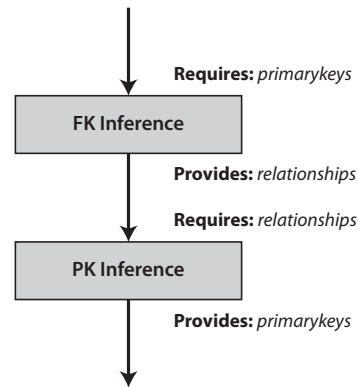 Requires: primarykeys
FK Inference
Provides: relationships
Requires: relationships
PK Inference
Provides: primarykeys